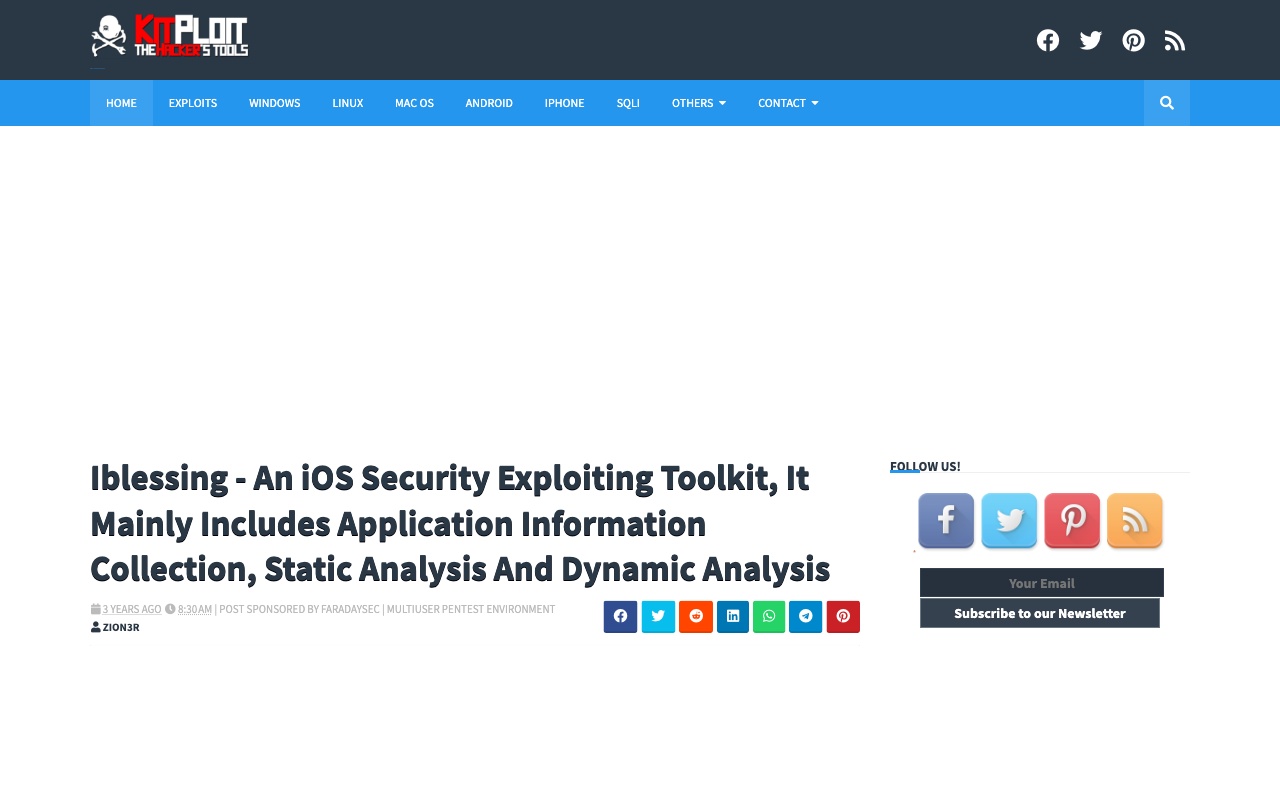 KITPLOIT
THE HACKER'S TOOLS
HOME EXPLOITS WINDOWS LINUX MAC OS ANDROID IPHONE SQLI OTHERS CONTACT
Iblessing - An iOS Security Exploiting Toolkit, It
Mainly Includes Application Information
Collection, Static Analysis And Dynamic Analysis
3 YEARS AGO 8:30 AM | POST SPONSORED BY FARADAYSEC | MULTIUSER PENTEST ENVIRONMENT
ZION3R
FOLLOW US!
Your Email
Subscribe to our Newsletter